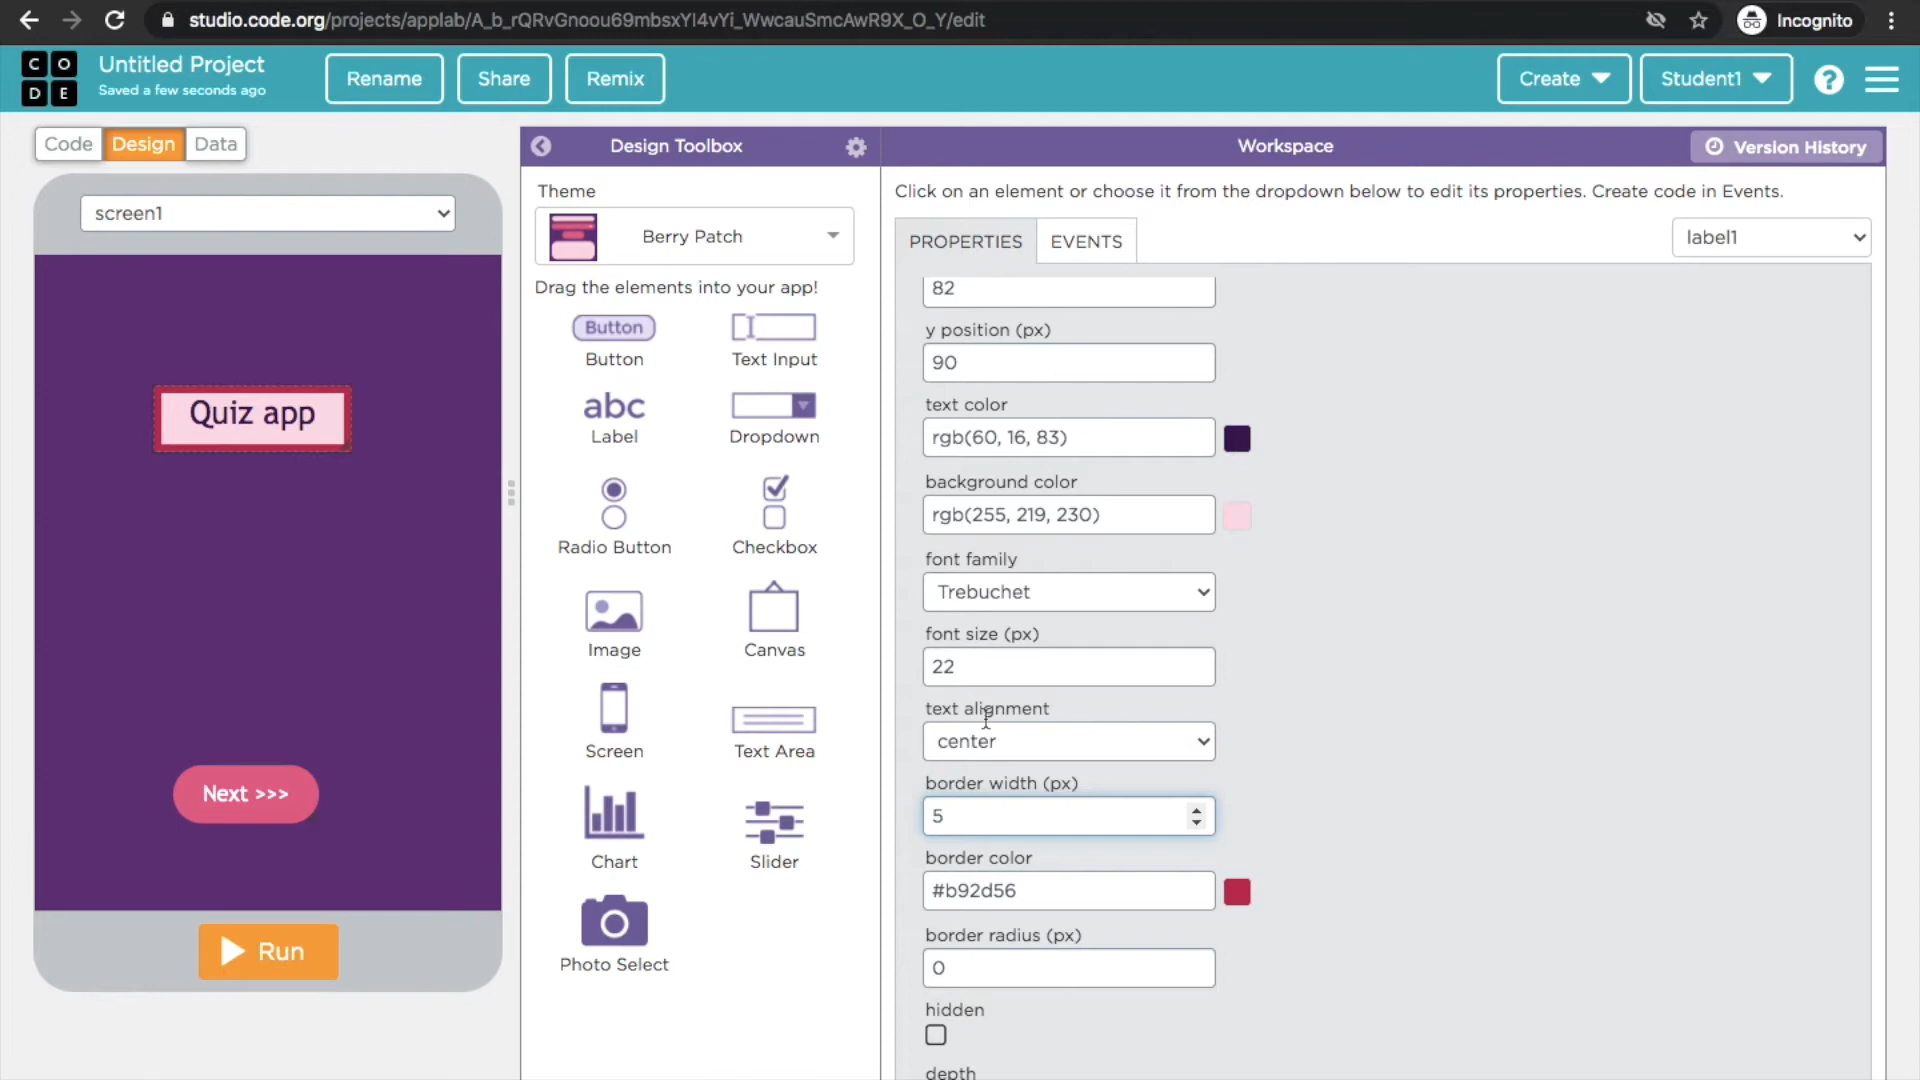 studio.code.org/projects/applab/A_b_rQRvGnoou69mbsxYl4vYi_WwcauSmcAwR9X_O_Y/edit
Incognito
C O
D E
Untitled Project
Saved a few seconds ago
Rename
Share
Remix
Create
Student1
?
Code
Design
Data
screen1
Quiz app
Next >>>
Run
Design Toolbox
Theme
Berry Patch
Drag the elements into your app!
Button
Button
Text Input
abc
Label
Dropdown
Radio Button
Checkbox
Image
Canvas
Screen
Text Area
Chart
Slider
Photo Select
Workspace
Version History
Click on an element or choose it from the dropdown below to edit its properties. Create code in Events.
PROPERTIES
EVENTS
label1
82
y position (px)
90
text color
rgb(60, 16, 83)
background color
rgb(255, 219, 230)
font family
Trebuchet
font size (px)
22
text alignment
center
border width (px)
5
border color
#b92d56
border radius (px)
0
hidden
depth